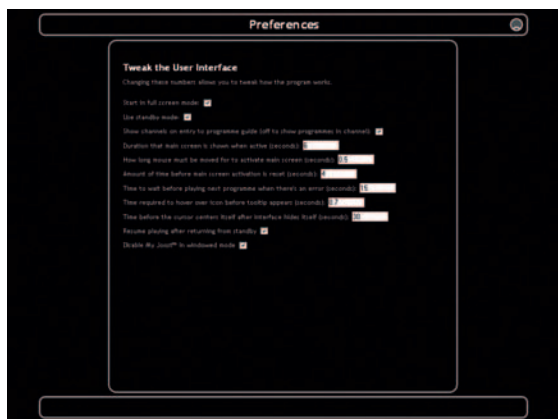 Preferences
Tweak the User Interface
Changing these numbers allows you to tweak how the program works.
Start in full screen mode:
Use standby mode:
Show channels on entry to programme guide (off to show programmes in channel):
Duration that main screen is shown when active (seconds):
How long mouse must be moved for to activate main screen (seconds): 0.5
Amount of time before main screen activation is reset (seconds): 4
Time to wait before playing next programme when there's an error (seconds): 15
Time required to hover over icon before tooltip appears (seconds): 0.7
Time before the cursor centers itself after interface hides itself (seconds): 30
Resume playing after returning from standby
Disable My Joost™ in windowed mode